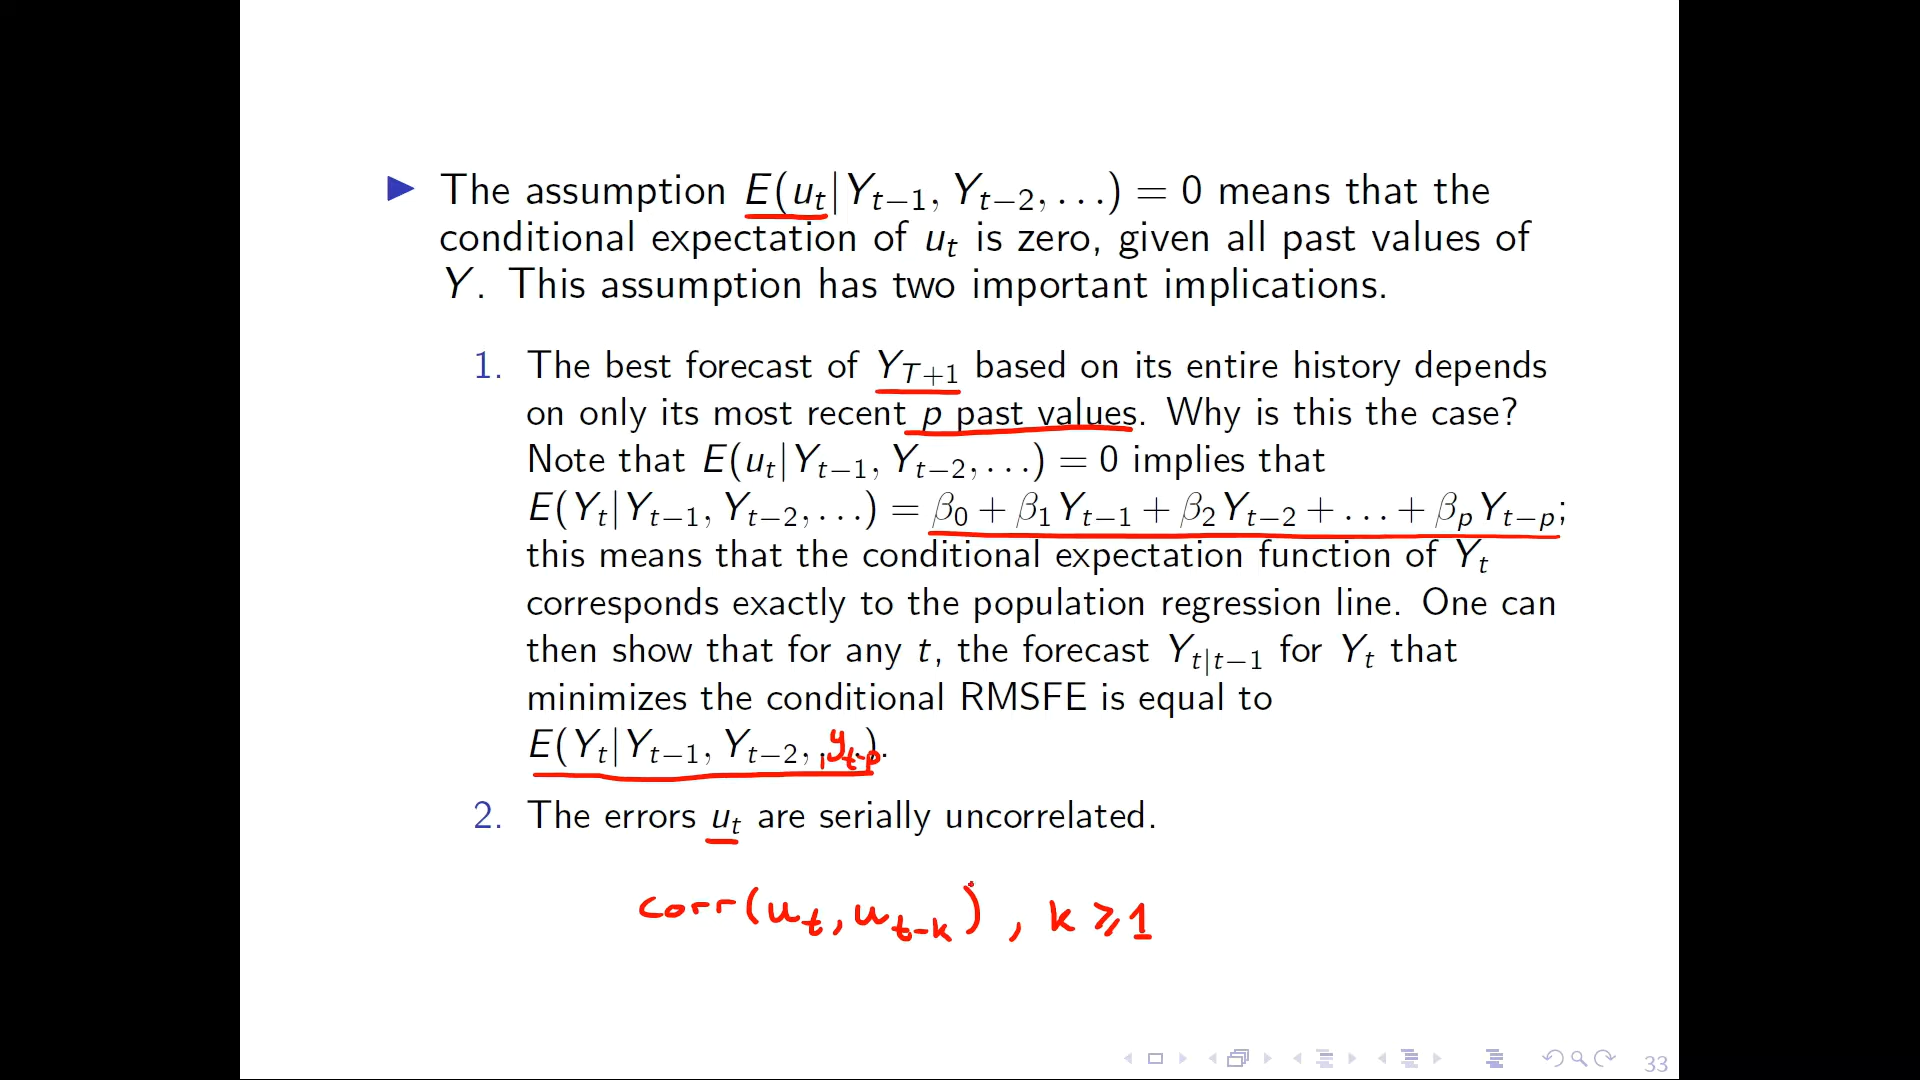 ▶ The assumption E(u_t|Y_{t−1}, Y_{t−2}, . . .) = 0 means that the
conditional expectation of u_t is zero, given all past values of
Y. This assumption has two important implications.
1. The best forecast of Y_{T+1} based on its entire history depends
on only its most recent p past values. Why is this the case?
Note that E(u_t|Y_{t−1}, Y_{t−2}, . . .) = 0 implies that
E(Y_t|Y_{t−1}, Y_{t−2}, . . .) = β_0 + β_1 Y_{t−1} + β_2 Y_{t−2} + . . . + β_p Y_{t−p};
this means that the conditional expectation function of Y_t
corresponds exactly to the population regression line. One can
then show that for any t, the forecast Y_{t|t−1} for Y_t that
minimizes the conditional RMSFE is equal to
E(Y_t|Y_{t−1}, Y_{t−2}, . . .).
, y_{t-p}
2. The errors u_t are serially uncorrelated.
corr(u_t, u_{t-k}) , k ⩾ 1
33